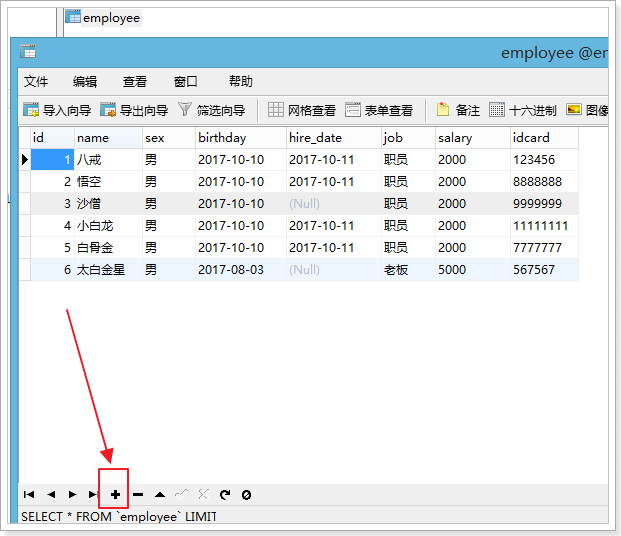 employee
employee @em
文件 编辑 查看 窗口 帮助
导入向导 导出向导 筛选向导 网格查看 表单查看 备注 十六进制 图像
id name sex birthday hire_date job salary idcard
1 八戒 男 2017-10-10 2017-10-11 职员 2000 123456
2 悟空 男 2017-10-10 2017-10-11 职员 2000 8888888
3 沙僧 男 2017-10-10 (Null) 职员 2000 9999999
4 小白龙 男 2017-10-10 2017-10-11 职员 2000 11111111
5 白骨金 男 2017-10-10 2017-10-11 职员 2000 7777777
6 太白金星 男 2017-08-03 (Null) 老板 5000 567567
SELECT * FROM `employee` LIMIT